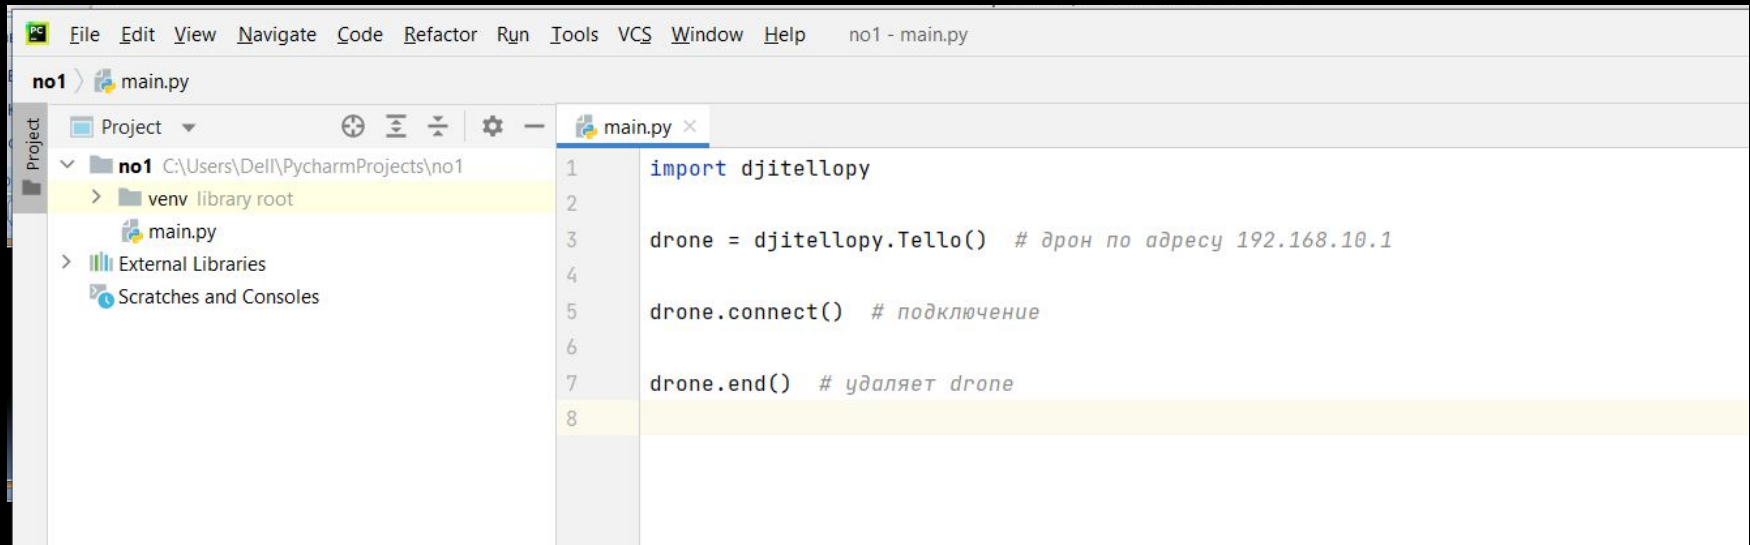 PC
File Edit View Navigate Code Refactor Run Tools VCS Window Help no1 - main.py
no1 main.py
Project
Project
main.py
no1 C:\Users\Dell\PycharmProjects\no1
venv library root
main.py
External Libraries
Scratches and Consoles
1 import djitellopy
2
3 drone = djitellopy.Tello() # дрон по адресу 192.168.10.1
4
5 drone.connect() # подключение
6
7 drone.end() # удаляет drone
8